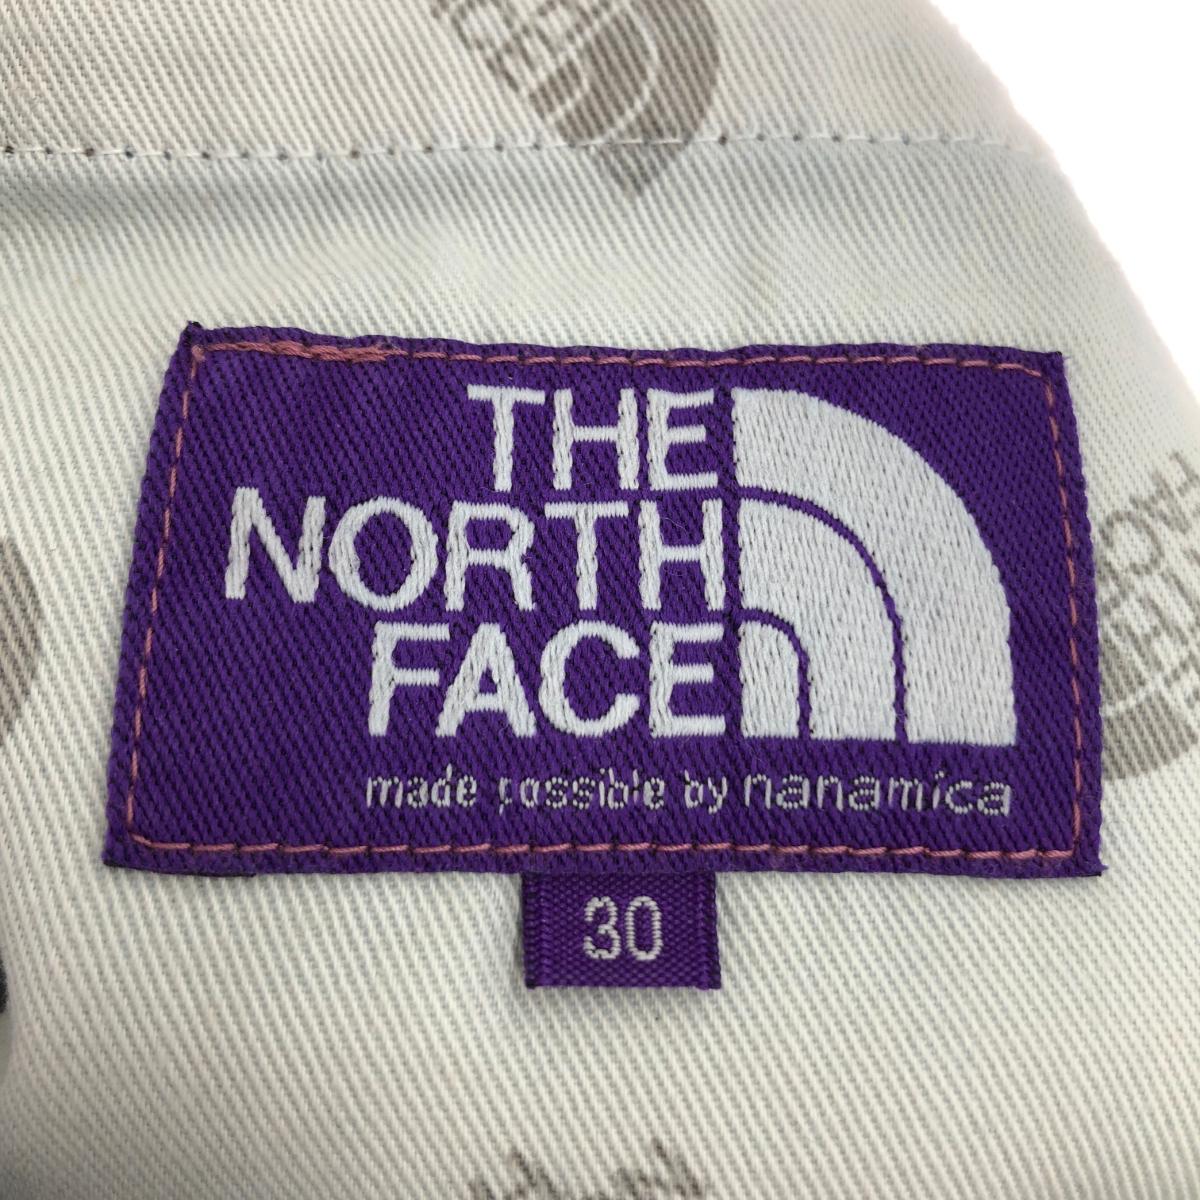 THE
NORTH
FACE
made possible by nanamica
30